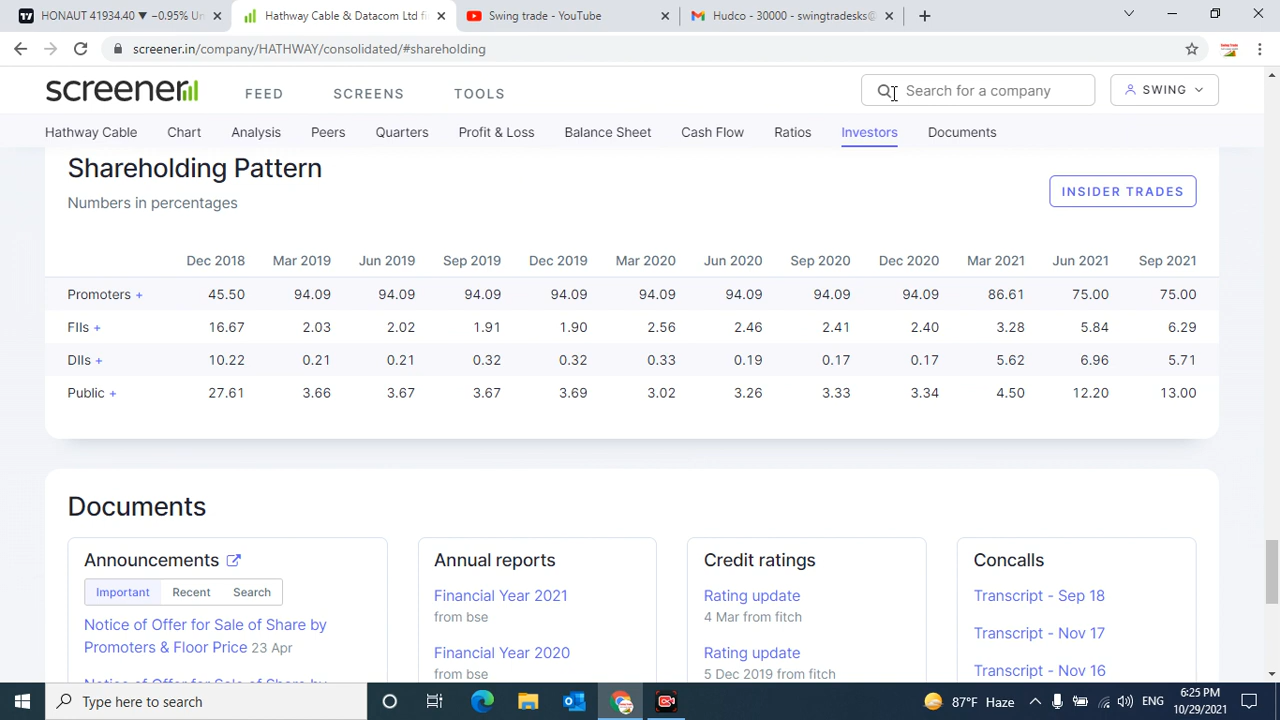 HONAUT 41934.40 ▼ −0.95% Un
Hathway Cable & Datacom Ltd fi
Swing trade - YouTube
Hudco - 30000 - swingtradesks@
screener.in/company/HATHWAY/consolidated/#shareholding
screener
FEED SCREENS TOOLS
Search for a company
SWING
Hathway Cable Chart Analysis Peers Quarters Profit & Loss Balance Sheet Cash Flow Ratios Investors Documents
Shareholding Pattern
Numbers in percentages
INSIDER TRADES
Dec 2018 Mar 2019 Jun 2019 Sep 2019 Dec 2019 Mar 2020 Jun 2020 Sep 2020 Dec 2020 Mar 2021 Jun 2021 Sep 2021
Promoters + 45.50 94.09 94.09 94.09 94.09 94.09 94.09 94.09 94.09 86.61 75.00 75.00
FIIs + 16.67 2.03 2.02 1.91 1.90 2.56 2.46 2.41 2.40 3.28 5.84 6.29
DIIs + 10.22 0.21 0.21 0.32 0.32 0.33 0.19 0.17 0.17 5.62 6.96 5.71
Public + 27.61 3.66 3.67 3.67 3.69 3.02 3.26 3.33 3.34 4.50 12.20 13.00
Documents
Announcements
Important Recent Search
Notice of Offer for Sale of Share by
Promoters & Floor Price 23 Apr
Notice of Offer for Sale of Share by
Annual reports
Financial Year 2021
from bse
Financial Year 2020
from bse
Credit ratings
Rating update
4 Mar from fitch
Rating update
5 Dec 2019 from fitch
Concalls
Transcript - Sep 18
Transcript - Nov 17
Transcript - Nov 16
Type here to search
87°F Haze
ENG
6:25 PM
10/29/2021